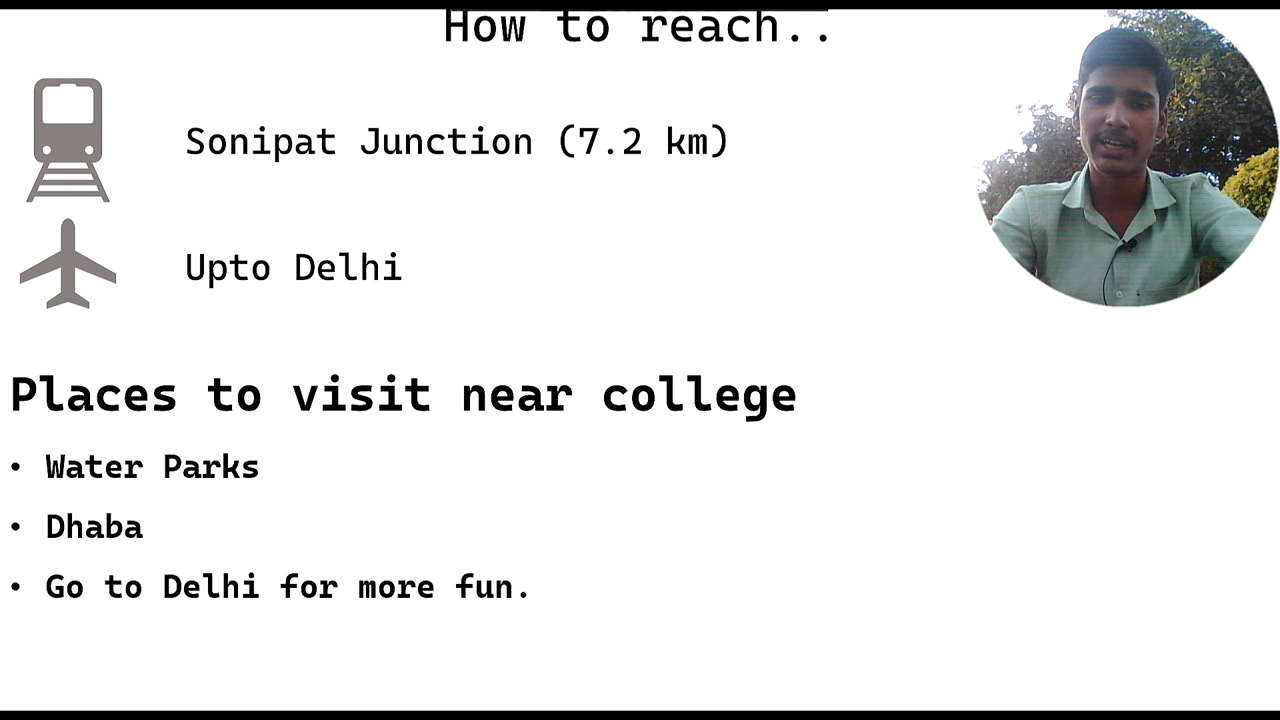 How to reach..
Sonipat Junction (7.2 km)
Upto Delhi
Places to visit near college
• Water Parks
• Dhaba
• Go to Delhi for more fun.